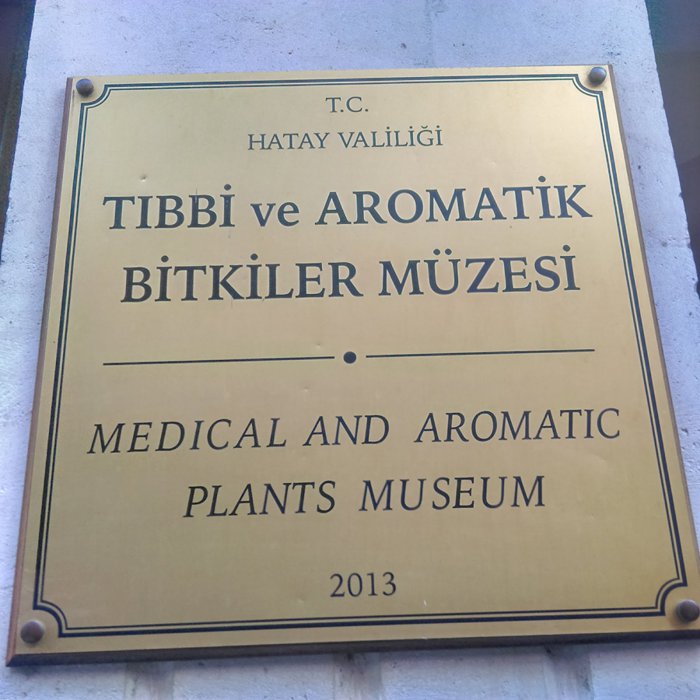 T.C.
HATAY VALİLİĞİ
TIBBİ ve AROMATİK
BİTKİLER MÜZESİ
MEDICAL AND AROMATIC
PLANTS MUSEUM
2013